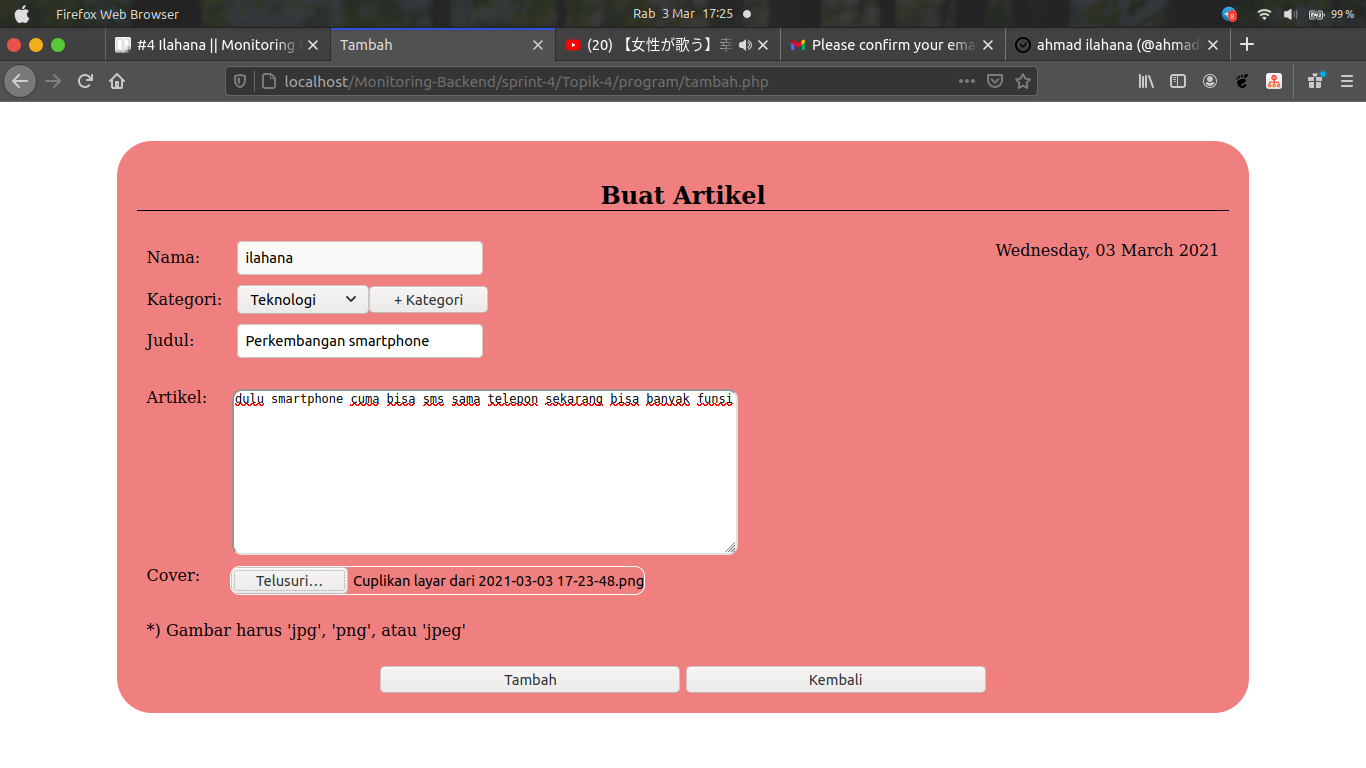 Firefox Web Browser Rab 3 Mar 17:25 99 %
#4 Ilahana || Monitoring Tambah (20) 【女性が歌う】幸 Please confirm your ema ahmad ilahana (@ahmad
localhost/Monitoring-Backend/sprint-4/Topik-4/program/tambah.php
Buat Artikel
Nama: ilahana Wednesday, 03 March 2021
Kategori: Teknologi + Kategori
Judul: Perkembangan smartphone
Artikel: dulu smartphone cuma bisa sms sama telepon sekarang bisa banyak funsi
Cover: Telusuri... Cuplikan layar dari 2021-03-03 17-23-48.png
*) Gambar harus 'jpg', 'png', atau 'jpeg'
Tambah Kembali